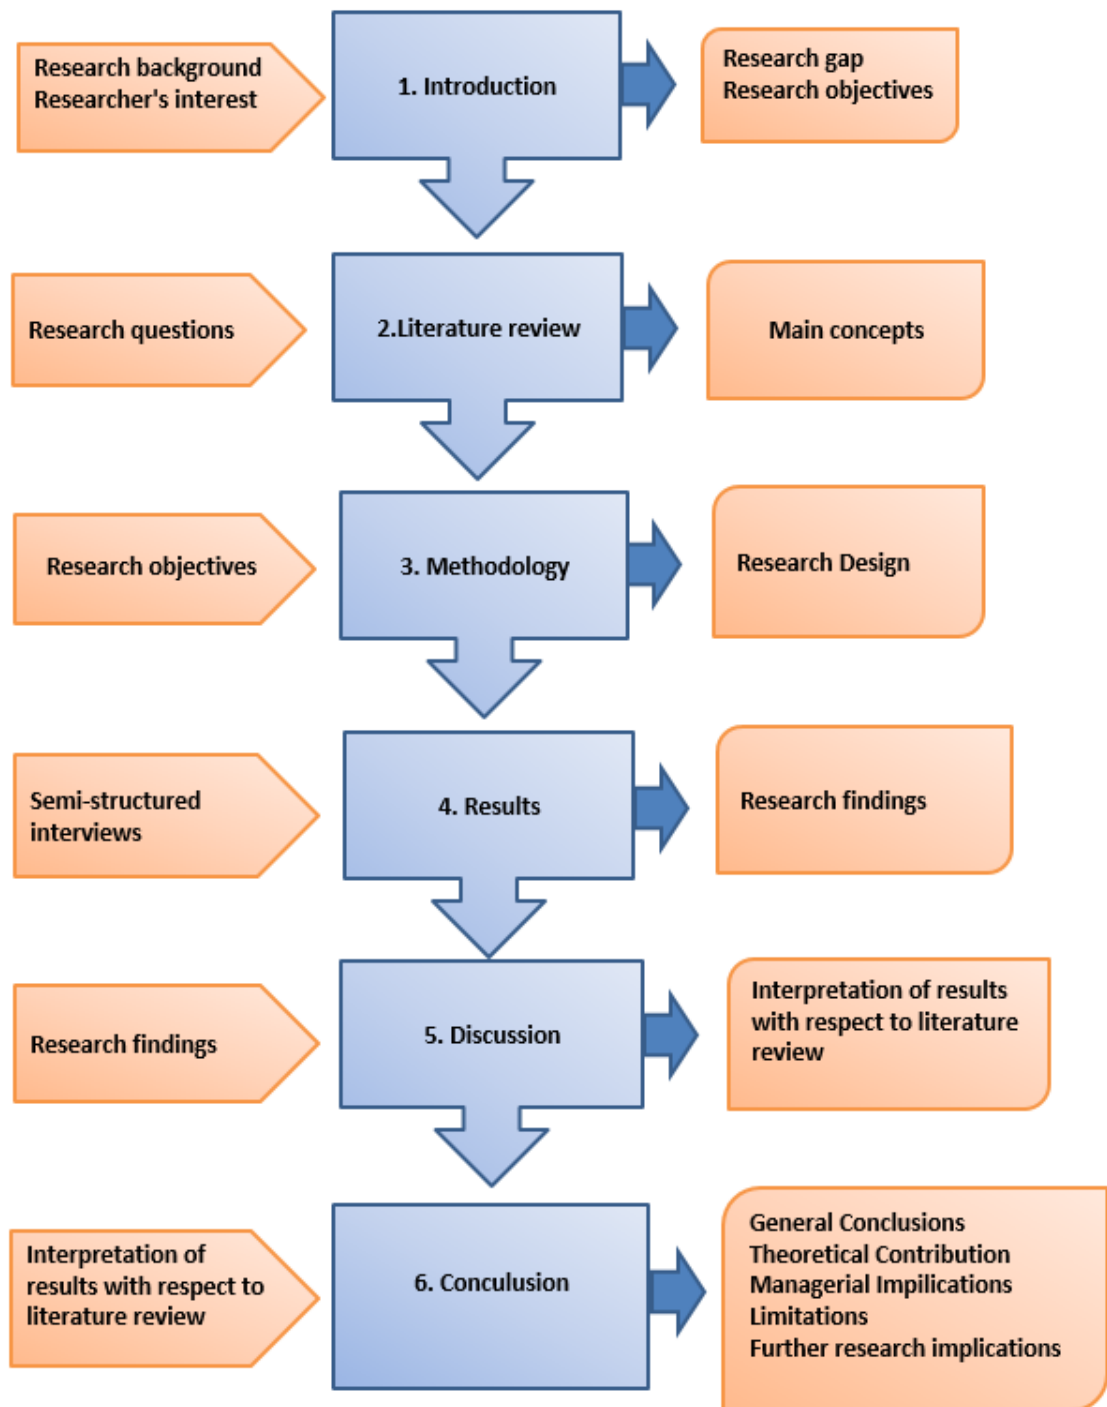 Research background
Researcher's interest
1. Introduction
Research gap
Research objectives
Research questions
2.Literature review
Main concepts
Research objectives
3. Methodology
Research Design
Semi-structured
interviews
4. Results
Research findings
Research findings
5. Discussion
Interpretation of results
with respect to literature
review
Interpretation of
results with respect to
literature review
6. Conculusion
General Conclusions
Theoretical Contribution
Managerial Impilications
Limitations
Further research implications